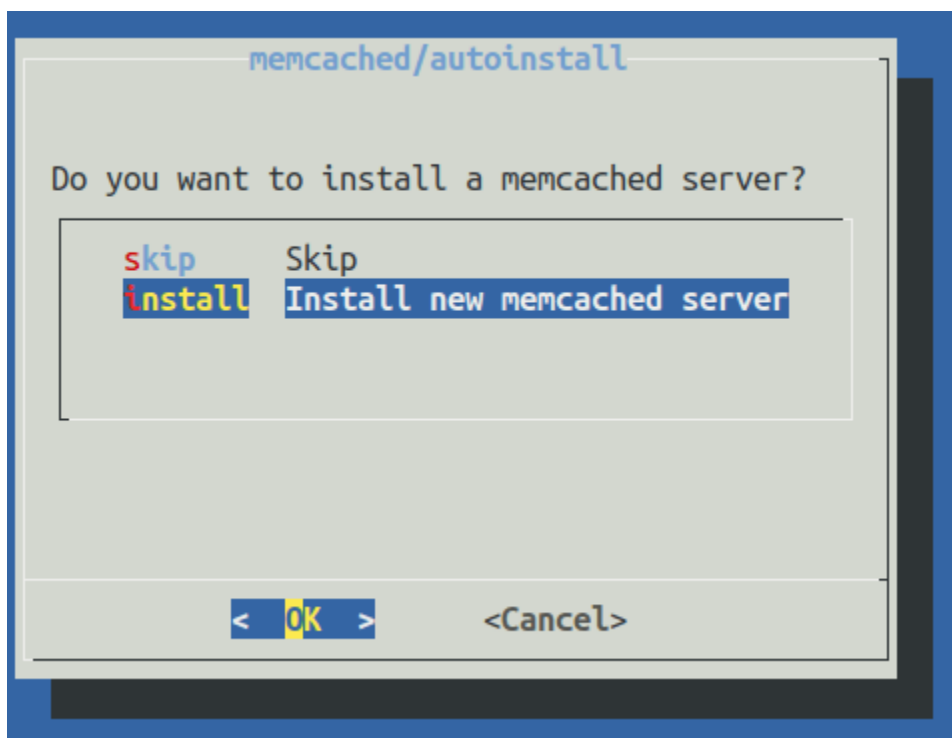 memcached/autoinstall
Do you want to install a memcached server?
skip Skip
install Install new memcached server
< OK > <Cancel>